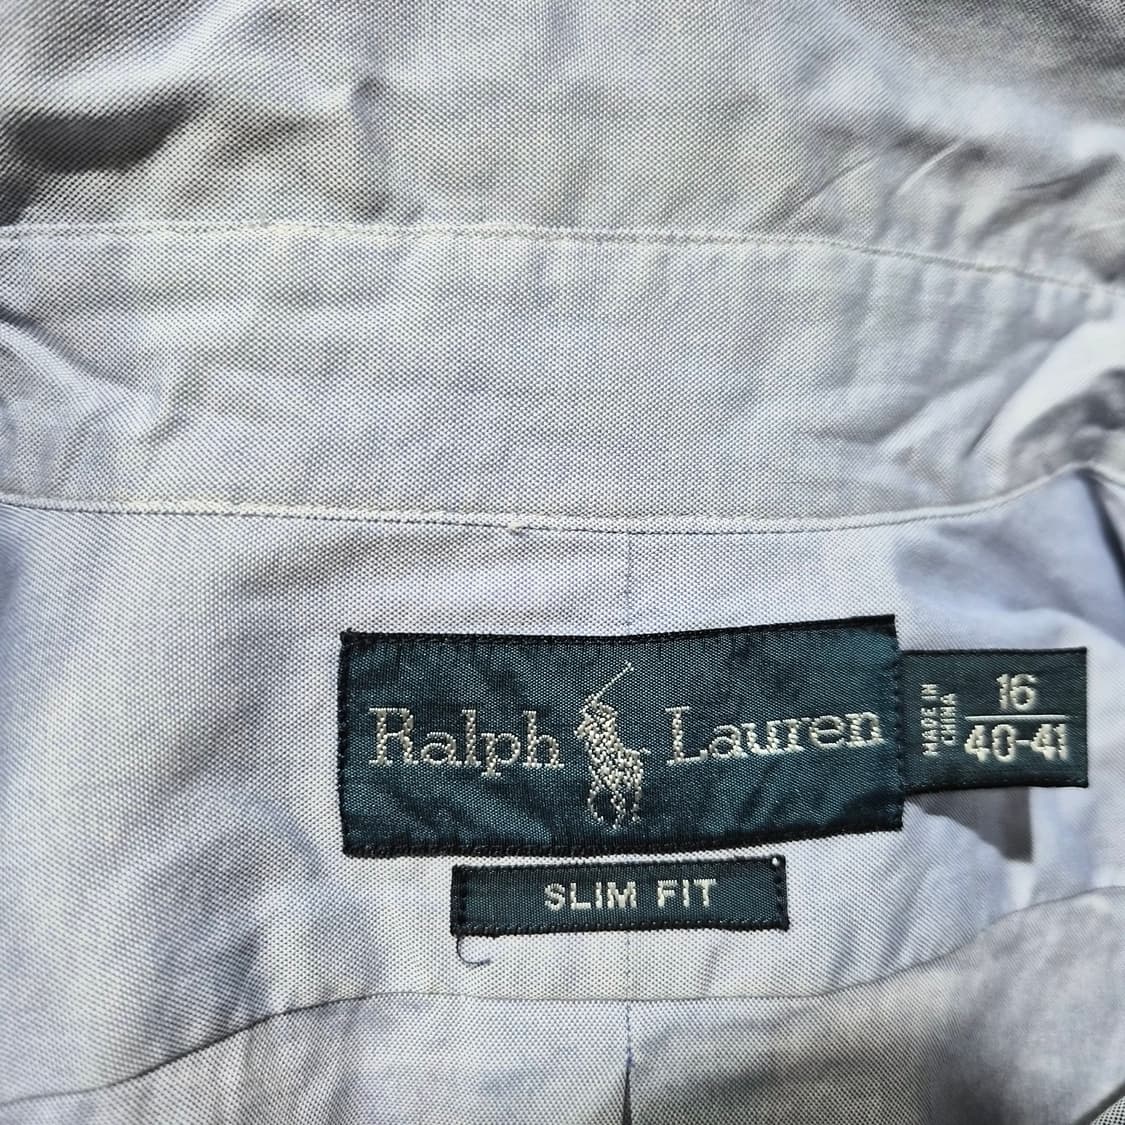 Ralph Lauren
MADE IN
CHINA
16
40-41
SLIM FIT